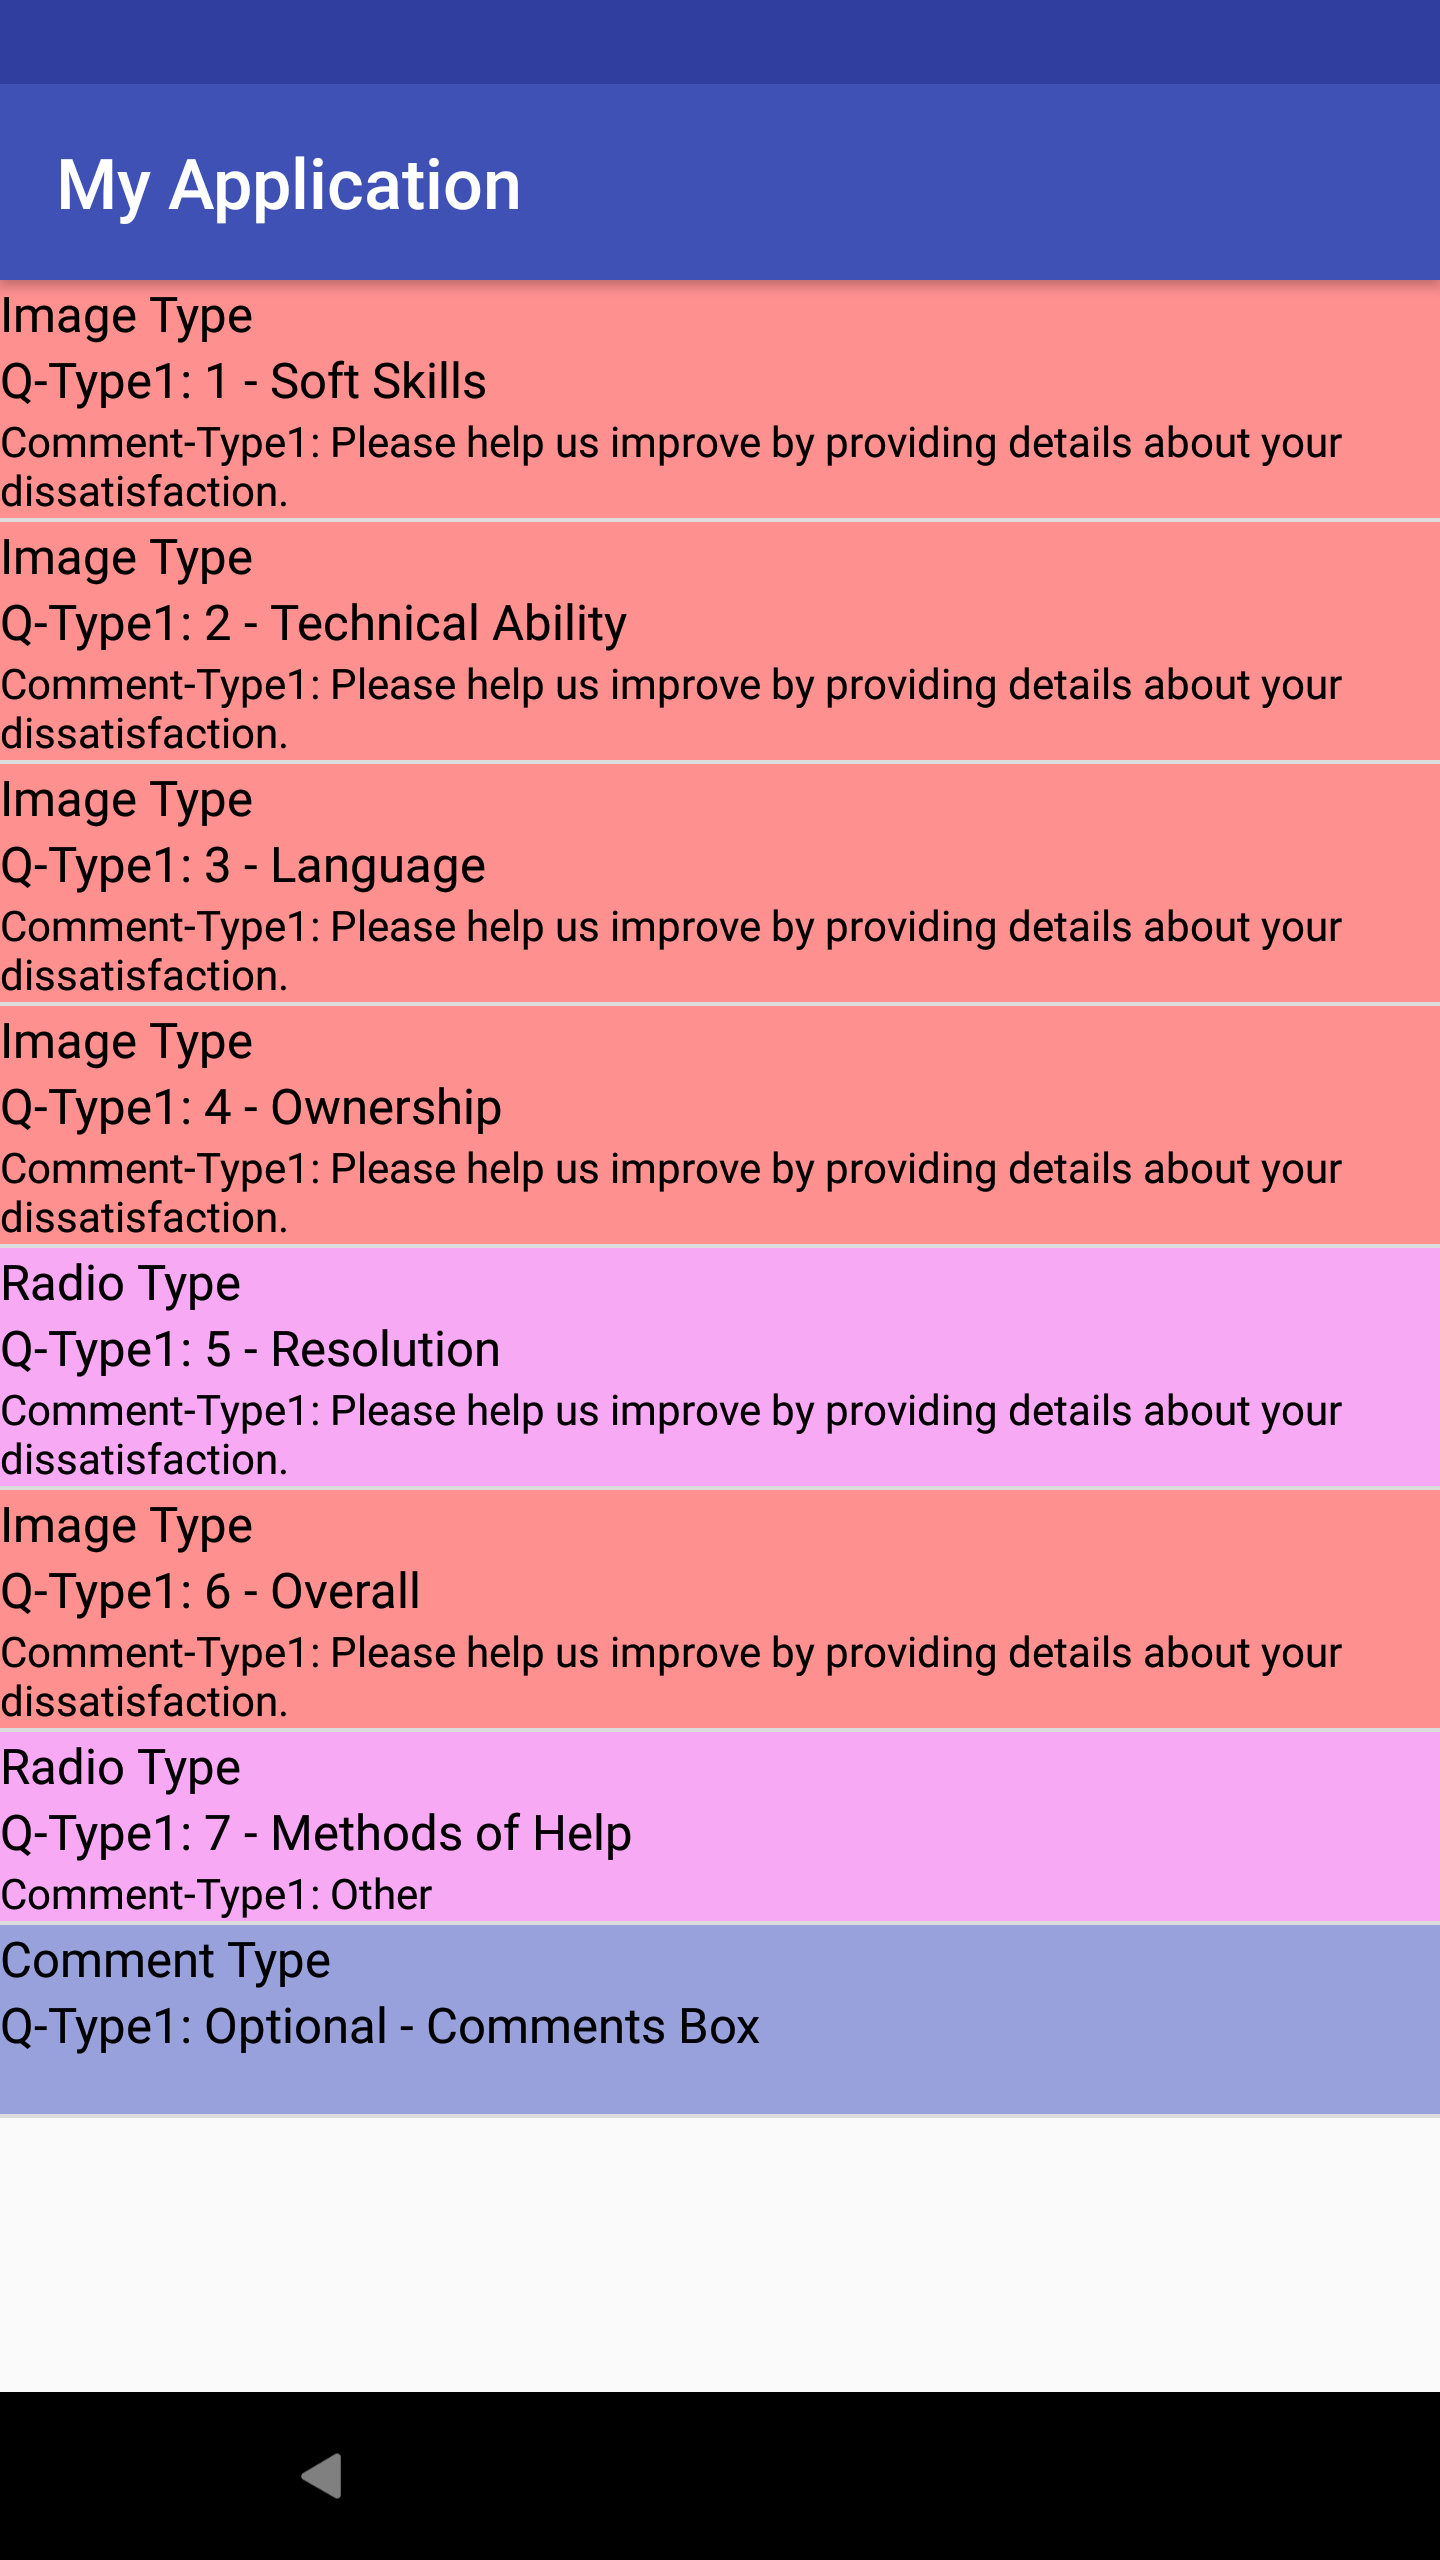 My Application
Image Type
Q-Type1: 1 - Soft Skills
Comment-Type1: Please help us improve by providing details about your
dissatisfaction.
Image Type
Q-Type1: 2 - Technical Ability
Comment-Type1: Please help us improve by providing details about your
dissatisfaction.
Image Type
Q-Type1: 3 - Language
Comment-Type1: Please help us improve by providing details about your
dissatisfaction.
Image Type
Q-Type1: 4 - Ownership
Comment-Type1: Please help us improve by providing details about your
dissatisfaction.
Radio Type
Q-Type1: 5 - Resolution
Comment-Type1: Please help us improve by providing details about your
dissatisfaction.
Image Type
Q-Type1: 6 - Overall
Comment-Type1: Please help us improve by providing details about your
dissatisfaction.
Radio Type
Q-Type1: 7 - Methods of Help
Comment-Type1: Other
Comment Type
Q-Type1: Optional - Comments Box